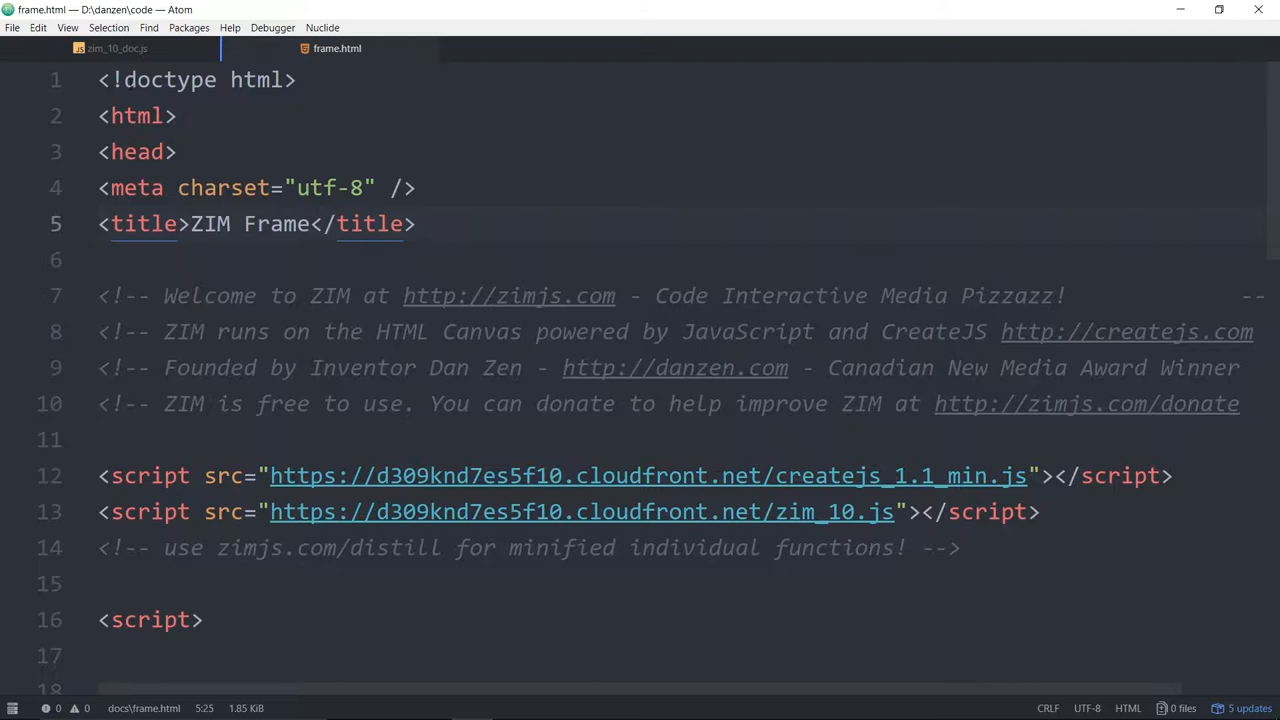 frame.html — D:\danzen\code — Atom
File Edit View Selection Find Packages Help Debugger Nuclide
zim_10_doc.js frame.html
1 <!doctype html>
2 <html>
3 <head>
4 <meta charset="utf-8" />
5 <title>ZIM Frame</title>
6
7 <!-- Welcome to ZIM at http://zimjs.com - Code Interactive Media Pizzazz! --
8 <!-- ZIM runs on the HTML Canvas powered by JavaScript and CreateJS http://createjs.com
9 <!-- Founded by Inventor Dan Zen - http://danzen.com - Canadian New Media Award Winner
10 <!-- ZIM is free to use. You can donate to help improve ZIM at http://zimjs.com/donate
11
12 <script src="https://d309knd7es5f10.cloudfront.net/createjs_1.1_min.js"></script>
13 <script src="https://d309knd7es5f10.cloudfront.net/zim_10.js"></script>
14 <!-- use zimjs.com/distill for minified individual functions! -->
15
16 <script>
17
18
0 0 docs\frame.html 5:25 1.85 KiB CRLF UTF-8 HTML 0 files 5 updates